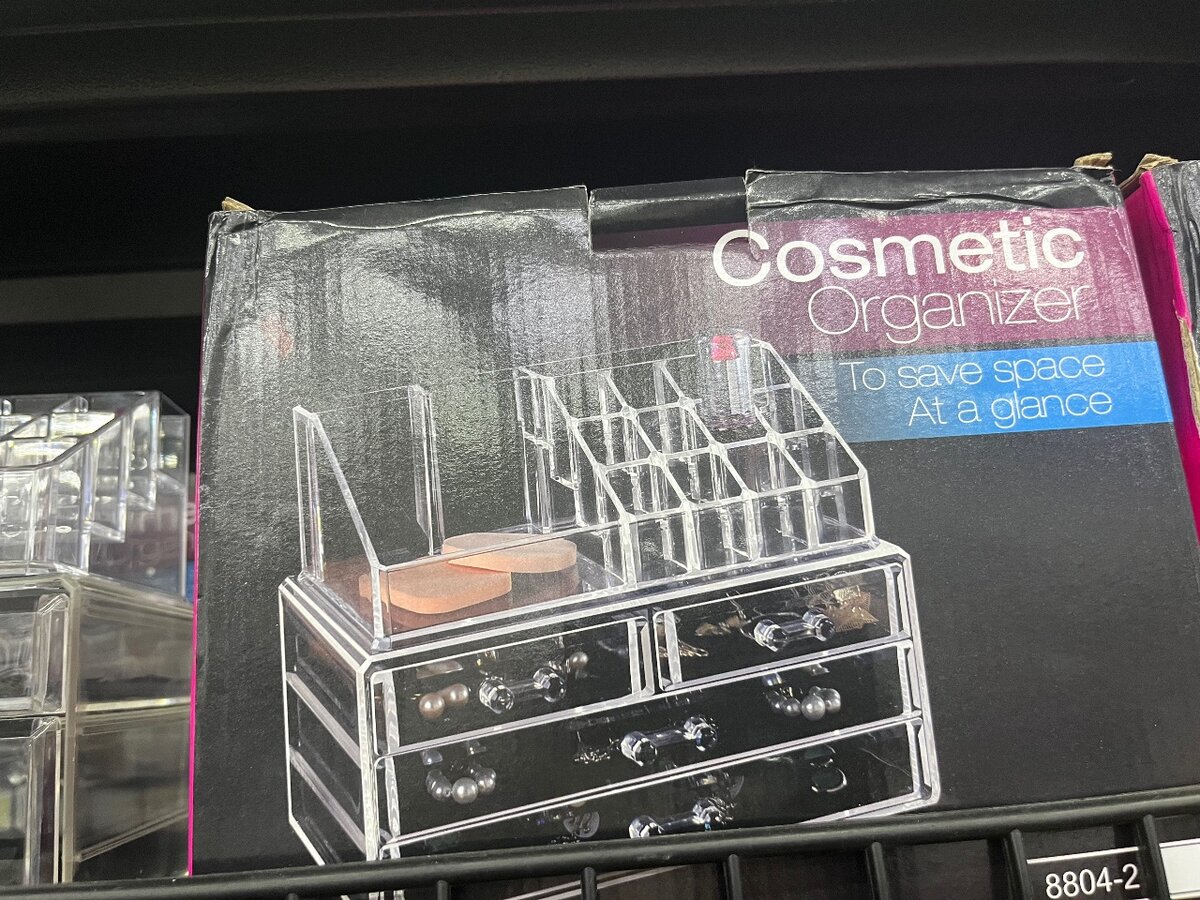 Cosmetic
Organizer
To save space
At a glance
8804-2